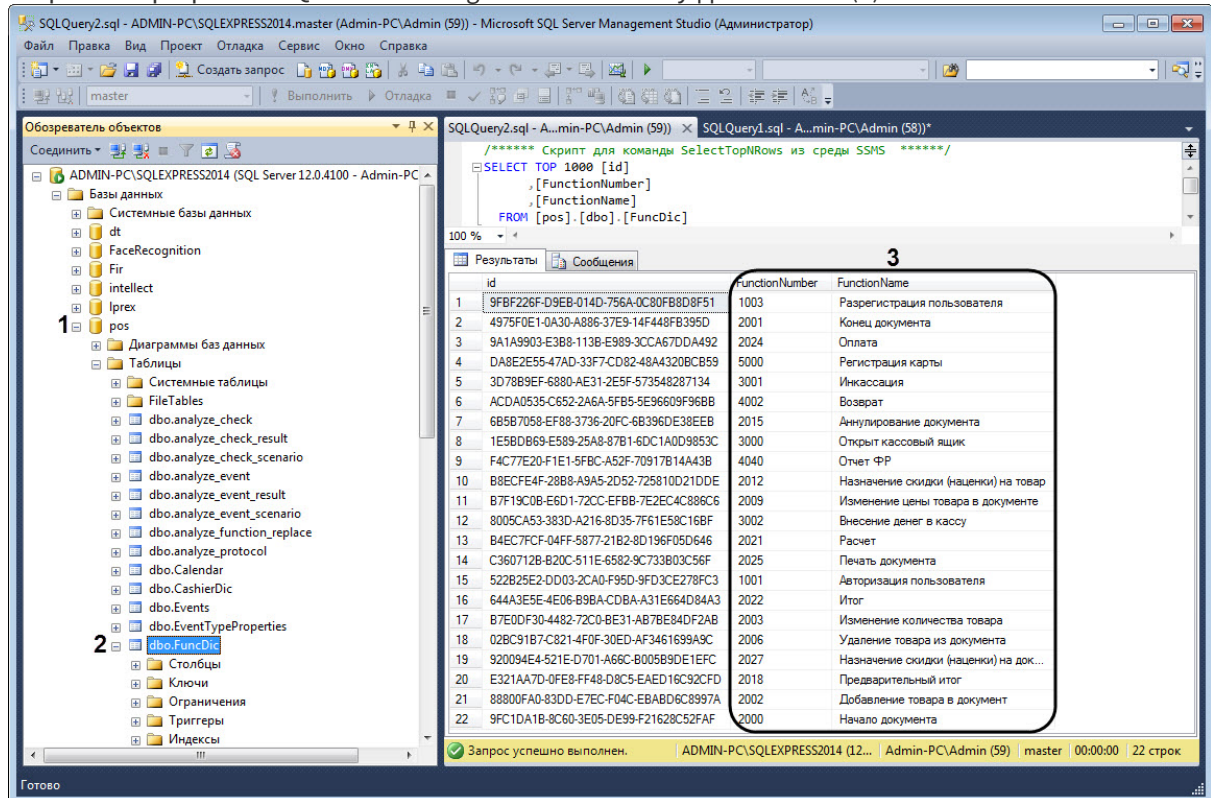 SQLQuery2.sql - ADMIN-PC\SQLEXPRESS2014.master (Admin-PC\Admin (59)) - Microsoft SQL Server Management Studio (Администратор)
Файл Правка Вид Проект Отладка Сервис Окно Справка
Создать запрос
master Выполнить Отладка
Обозреватель объектов
Соединить
ADMIN-PC\SQLEXPRESS2014 (SQL Server 12.0.4100 - Admin-PC
Базы данных
Системные базы данных
dt
FaceRecognition
Fir
intellect
lprex
1 pos
Диаграммы баз данных
Таблицы
Системные таблицы
FileTables
dbo.analyze_check
dbo.analyze_check_result
dbo.analyze_check_scenario
dbo.analyze_event
dbo.analyze_event_result
dbo.analyze_event_scenario
dbo.analyze_function_replace
dbo.analyze_protocol
dbo.Calendar
dbo.CashierDic
dbo.Events
dbo.EventTypeProperties
2 dbo.FuncDic
Столбцы
Ключи
Ограничения
Триггеры
Индексы
SQLQuery2.sql - A...min-PC\Admin (59)) SQLQuery1.sql - A...min-PC\Admin (58))*
/****** Скрипт для команды SelectTopNRows из среды SSMS ******/
SELECT TOP 1000 [id]
,[FunctionNumber]
,[FunctionName]
FROM [pos].[dbo].[FuncDic]
100 %
Результаты Сообщения
3
id FunctionNumber FunctionName
1 9FBF226F-D9EB-014D-756A-0C80FB8D8F51 1003 Разрегистрация пользователя
2 4975F0E1-0A30-A886-37E9-14F448FB395D 2001 Конец документа
3 9A1A9903-E3B8-113B-E989-3CCA67DDA492 2024 Оплата
4 DA8E2E55-47AD-33F7-CD82-48A4320BCB59 5000 Регистрация карты
5 3D78B9EF-6880-AE31-2E5F-573548287134 3001 Инкассация
6 ACDA0535-C652-2A6A-5FB5-5E96609F96BB 4002 Возврат
7 6B5B7058-EF88-3736-20FC-6B396DE38EEB 2015 Аннулирование документа
8 1E5BDB69-E589-25A8-87B1-6DC1A0D9853C 3000 Открыт кассовый ящик
9 F4C77E20-F1E1-5FBC-A52F-70917B14A43B 4040 Отчет ФР
10 B8ECFE4F-28B8-A9A5-2D52-725810D21DDE 2012 Назначение скидки (наценки) на товар
11 B7F19C0B-E6D1-72CC-EFBB-7E2EC4C886C6 2009 Изменение цены товара в документе
12 8005CA53-383D-A216-8D35-7F61E58C16BF 3002 Внесение денег в кассу
13 B4EC7FCF-04FF-5877-21B2-8D196F05D646 2021 Расчет
14 C360712B-B20C-511E-6582-9C733B03C56F 2025 Печать документа
15 522B25E2-DD03-2CA0-F95D-9FD3CE278FC3 1001 Авторизация пользователя
16 644A3E5E-4E06-B9BA-CDBA-A31E664D84A3 2022 Итог
17 B7E0DF30-4482-72C0-BE31-AB7BE84DF2AB 2003 Изменение количества товара
18 02BC91B7-C821-4F0F-30ED-AF3461699A9C 2006 Удаление товара из документа
19 920094E4-521E-D701-A66C-B005B9DE1EFC 2027 Назначение скидки (наценки) на док...
20 E321AA7D-0FE8-FF48-D8C5-EAED16C92CFD 2018 Предварительный итог
21 88800FA0-83DD-E7EC-F04C-EBABD6C8997A 2002 Добавление товара в документ
22 9FC1DA1B-8C60-3E05-DE99-F21628C52FAF 2000 Начало документа
Запрос успешно выполнен. ADMIN-PC\SQLEXPRESS2014 (12... Admin-PC\Admin (59) master 00:00:00 22 строк
Готово